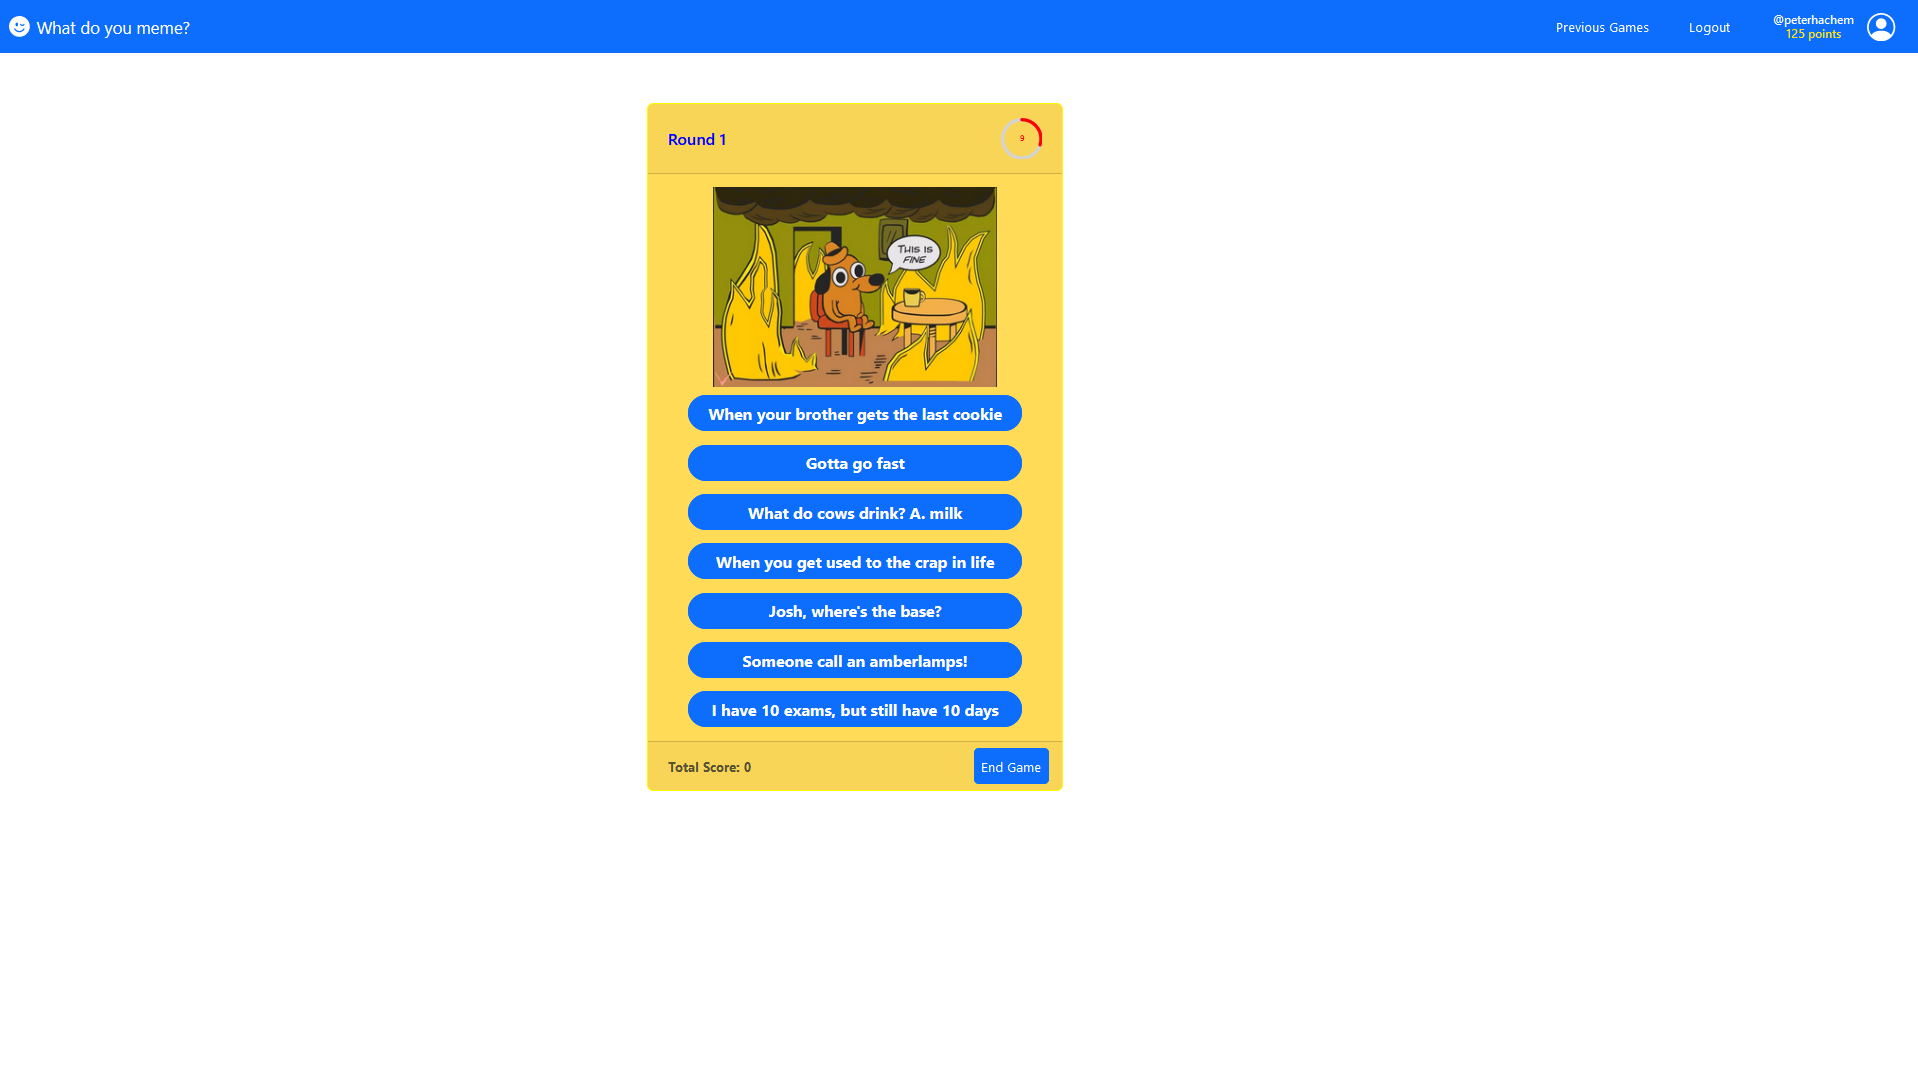 What do you meme?
Previous Games
Logout
@peterhachem
125 points
Round 1
9
THIS IS
FINE
When your brother gets the last cookie
Gotta go fast
What do cows drink? A. milk
When you get used to the crap in life
Josh, where's the base?
Someone call an amberlamps!
I have 10 exams, but still have 10 days
Total Score: 0
End Game